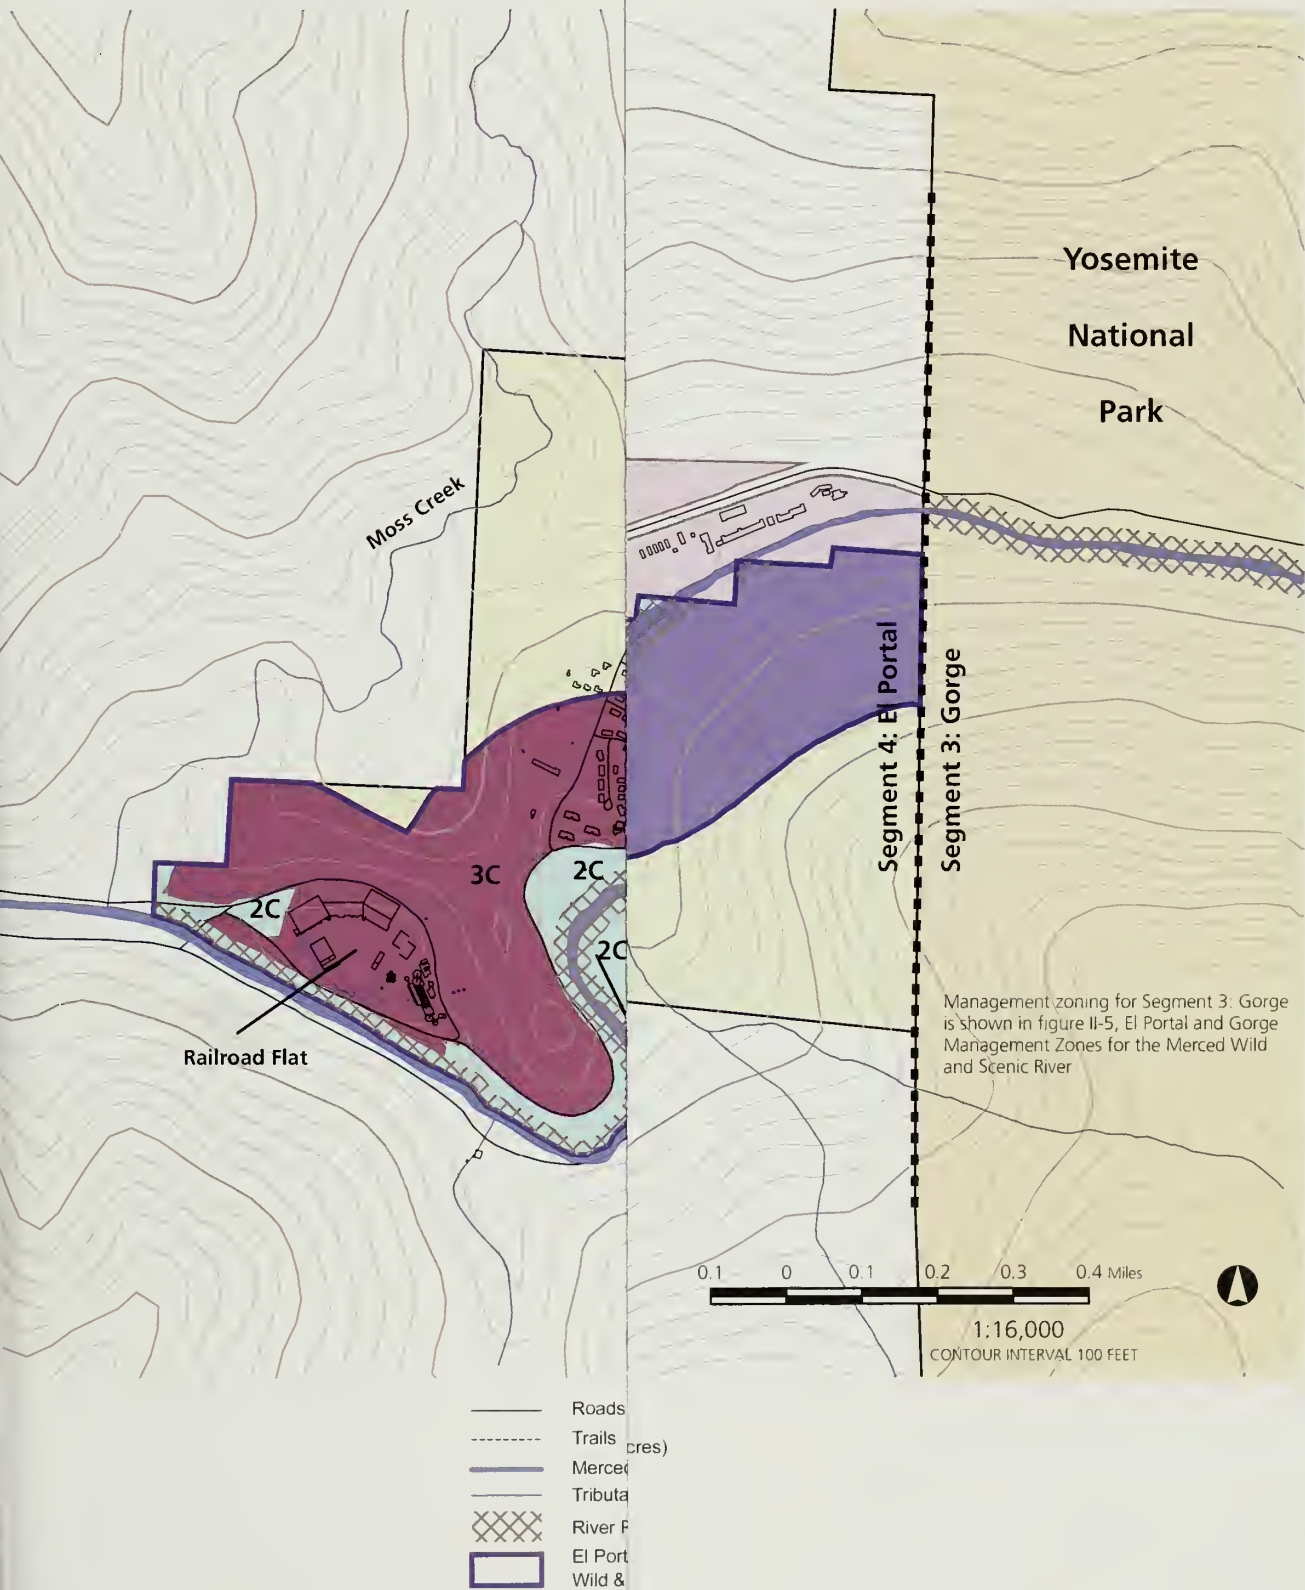 Yosemite
National
Park
Moss Creek
Segment 4: El Portal
Segment 3: Gorge
3C
2C
2C
2C
Railroad Flat
Management zoning for Segment 3: Gorge
is shown in figure II-5, El Portal and Gorge
Management Zones for the Merced Wild
and Scenic River
0.1 0 0.1 0.2 0.3 0.4 Miles
1:16,000
CONTOUR INTERVAL 100 FEET
Roads
Trails
cres)
Merced
Tributa
River
El Port
Wild &